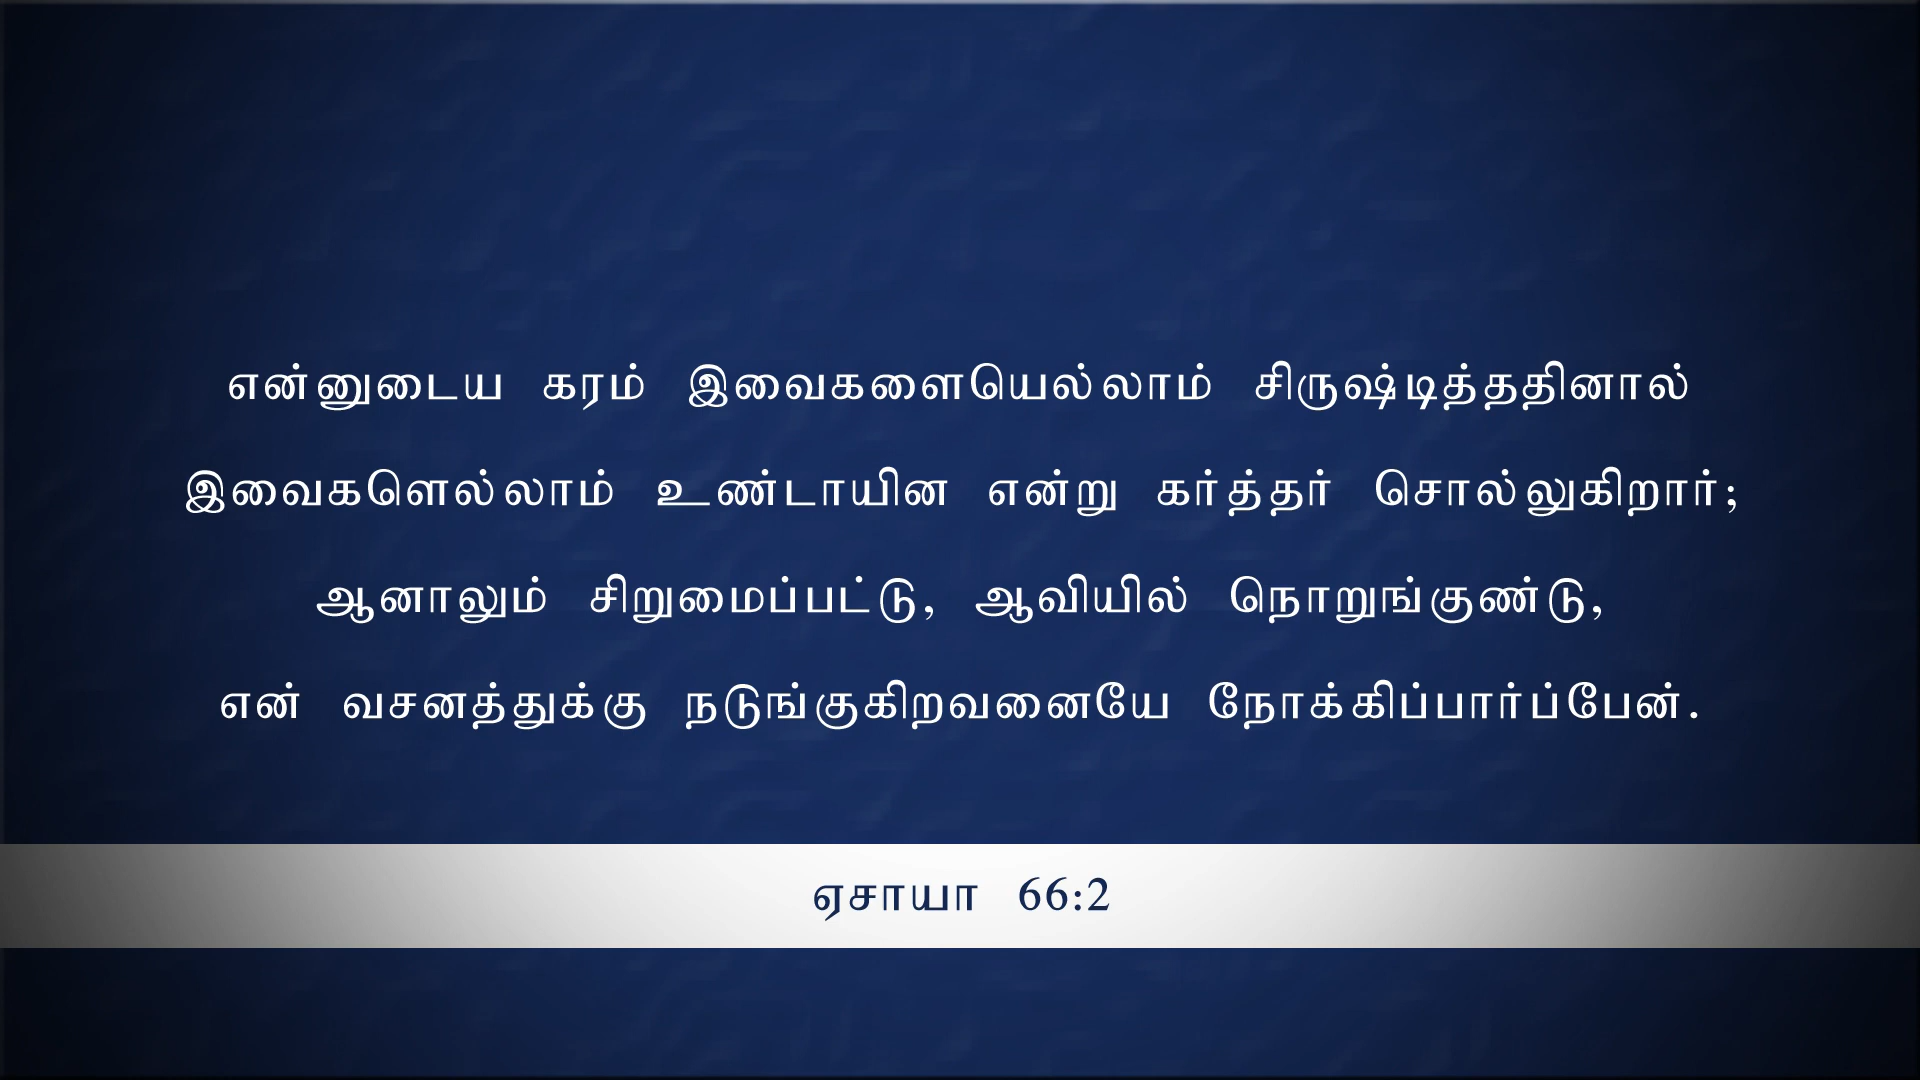 என்னுடைய கரம் இவைகளையெல்லாம் சிருஷ்டித்ததினால்
இவைகளெல்லாம் உண்டாயின என்று கர்த்தர் சொல்லுகிறார்;
ஆனாலும் சிறுமைப்பட்டு, ஆவியில் நொறுங்குண்டு,
என் வசனத்துக்கு நடுங்குகிறவனையே நோக்கிப்பார்ப்பேன்.
ஏசாயா 66:2